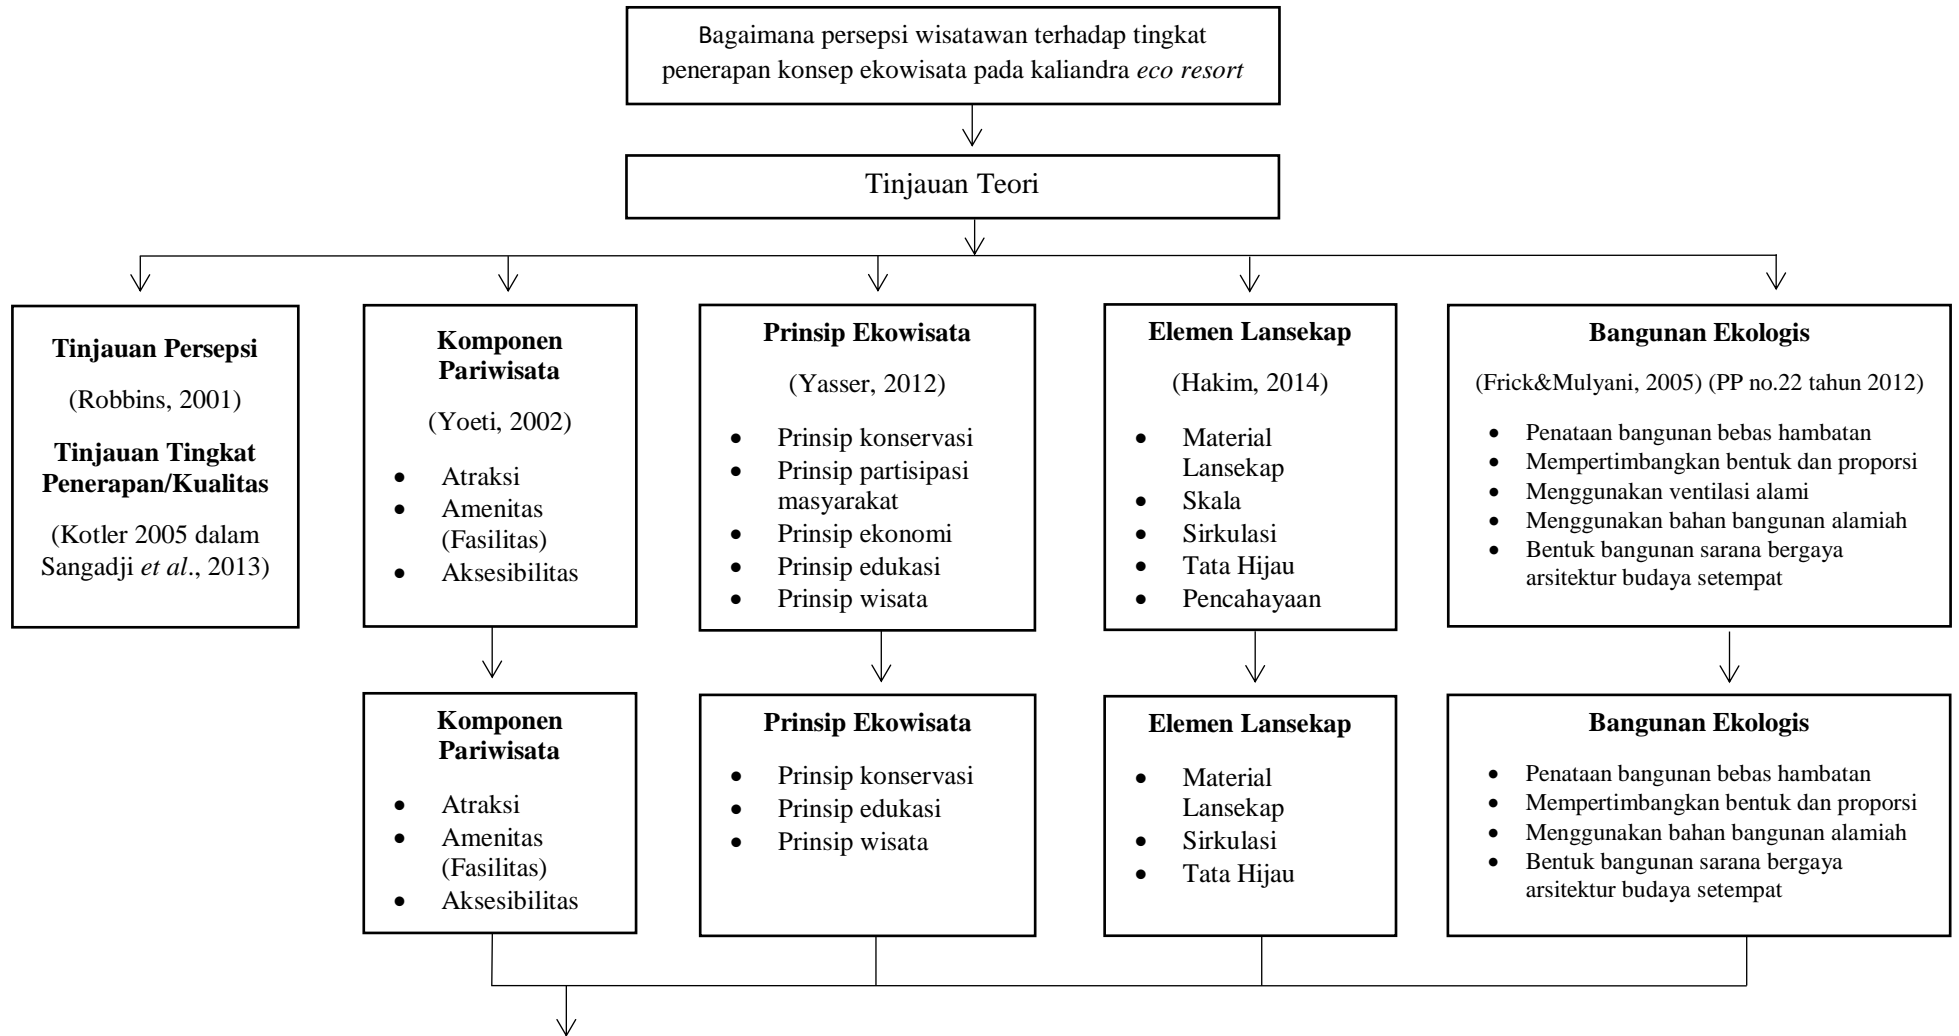 Bagaimana persepsi wisatawan terhadap tingkat
penerapan konsep ekowisata pada kaliandra eco resort
Tinjauan Teori
Tinjauan Persepsi
(Robbins, 2001)
Tinjauan Tingkat
Penerapan/Kualitas
(Kotler 2005 dalam
Sangadji et al., 2013)
Komponen
Pariwisata
(Yoeti, 2002)
• Atraksi
• Amenitas
(Fasilitas)
• Aksesibilitas
Prinsip Ekowisata
(Yasser, 2012)
• Prinsip konservasi
• Prinsip partisipasi
masyarakat
• Prinsip ekonomi
• Prinsip edukasi
• Prinsip wisata
Elemen Lansekap
(Hakim, 2014)
• Material
Lansekap
• Skala
• Sirkulasi
• Tata Hijau
• Pencahayaan
Bangunan Ekologis
(Frick&Mulyani, 2005) (PP no.22 tahun 2012)
• Penataan bangunan bebas hambatan
• Mempertimbangkan bentuk dan proporsi
• Menggunakan ventilasi alami
• Menggunakan bahan bangunan alamiah
• Bentuk bangunan sarana bergaya
arsitektur budaya setempat
Komponen
Pariwisata
• Atraksi
• Amenitas
(Fasilitas)
• Aksesibilitas
Prinsip Ekowisata
• Prinsip konservasi
• Prinsip edukasi
• Prinsip wisata
Elemen Lansekap
• Material
Lansekap
• Sirkulasi
• Tata Hijau
Bangunan Ekologis
• Penataan bangunan bebas hambatan
• Mempertimbangkan bentuk dan proporsi
• Menggunakan bahan bangunan alamiah
• Bentuk bangunan sarana bergaya
arsitektur budaya setempat